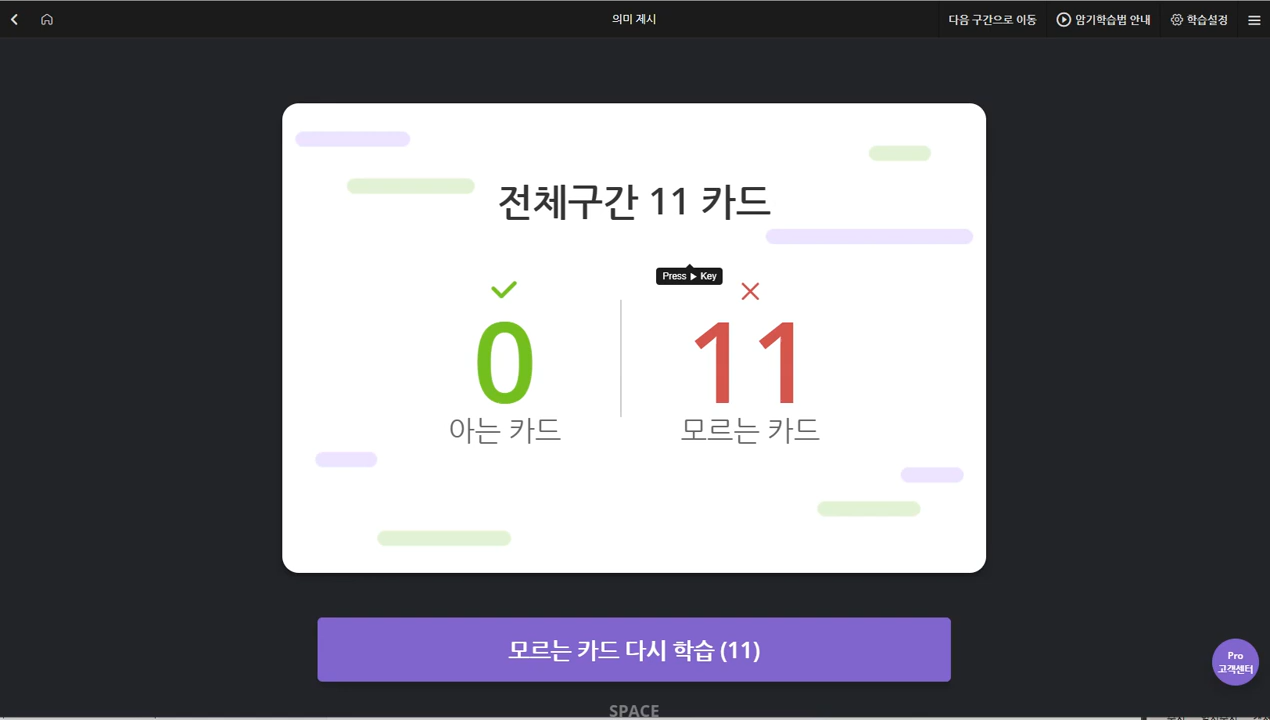 의미 제시
다음 구간으로 이동
암기학습법 안내
학습설정
전체구간 11 카드
Press ▶ Key
0
11
아는 카드
모르는 카드
모르는 카드 다시 학습 (11)
Pro
고객센터
SPACE